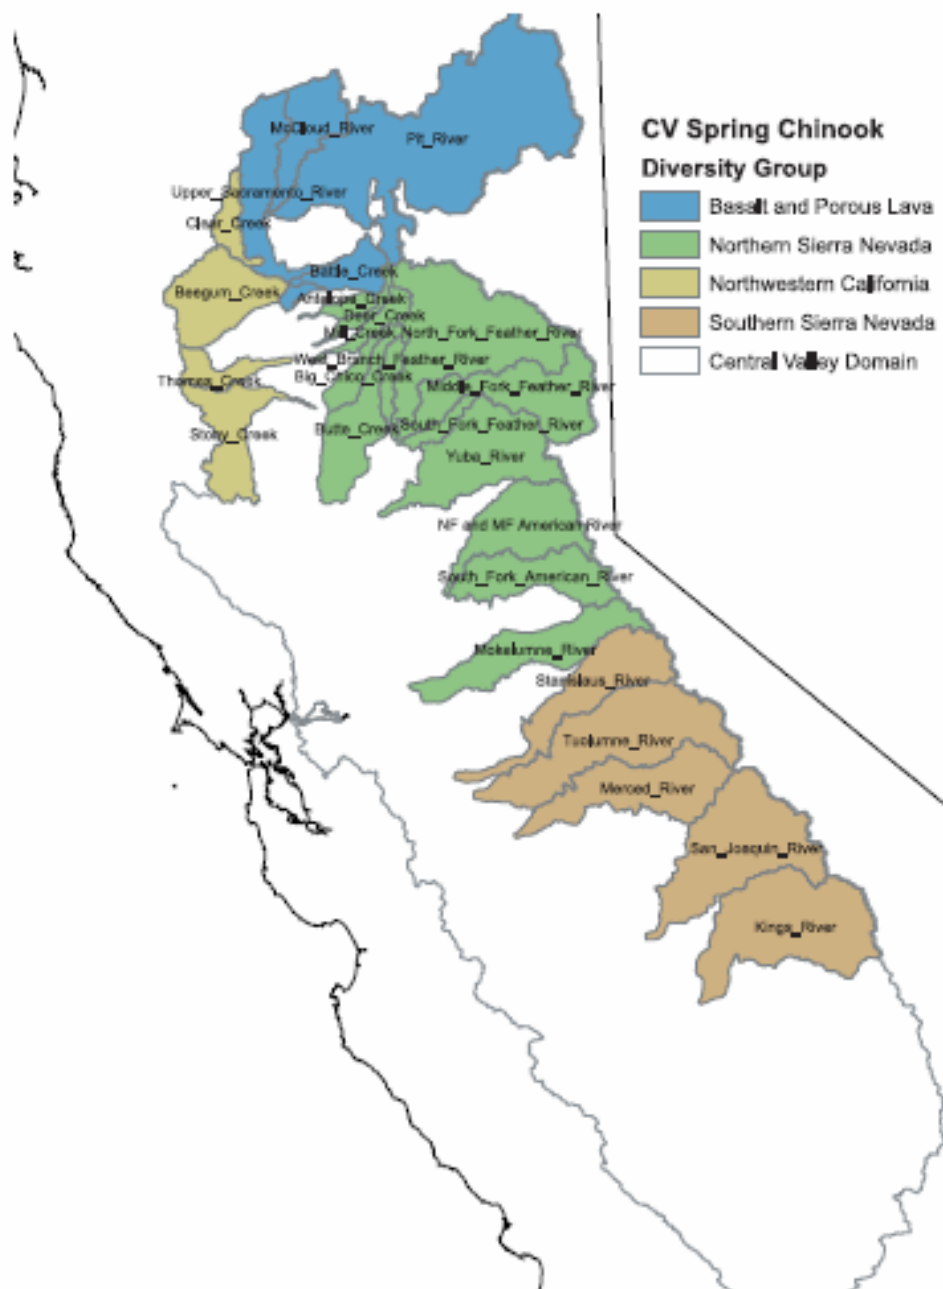 CV Spring Chinook
Diversity Group
Basalt and Porous Lava
Northern Sierra Nevada
Northwestern California
Southern Sierra Nevada
Central Valley Domain
McCloud_River
Pit_River
Upper_Sacramento_River
Clear_Creek
Battle_Creek
Beegum_Creek
Antelope_Creek
Deer_Creek
Mill_Creek
North_Fork_Feather_River
West_Branch_Feather_River
Big_Chico_Creek
Thomes_Creek
Middle_Fork_Feather_River
Butte_Creek
South_Fork_Feather_River
Stony_Creek
Yuba_River
NF and MF American River
South_Fork_American_River
Mokelumne_River
Stanislaus_River
Tuolumne_River
Merced_River
San_Joaquin_River
Kings_River